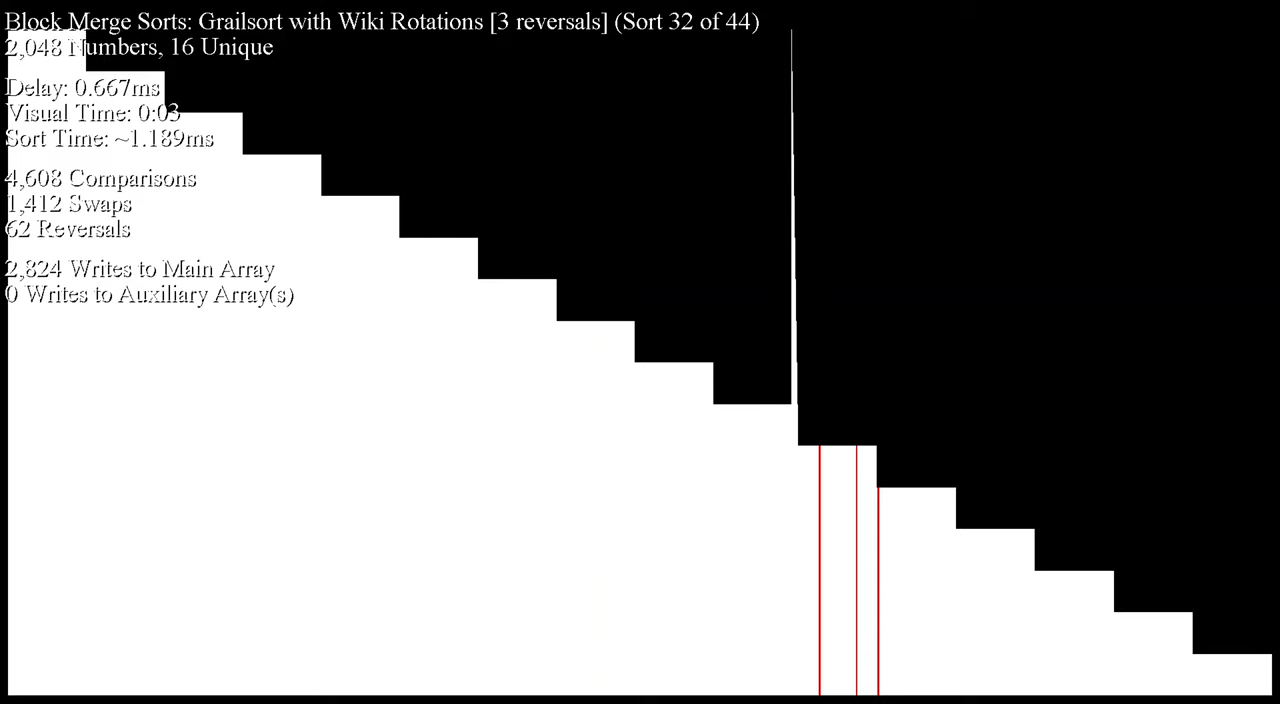 Block Merge Sorts: Grailsort with Wiki Rotations [3 reversals] (Sort 32 of 44)
2,048 Numbers, 16 Unique
Delay: 0.667ms
Visual Time: 0:03
Sort Time: ~1.189ms
4,608 Comparisons
1,412 Swaps
62 Reversals
2,824 Writes to Main Array
0 Writes to Auxiliary Array(s)